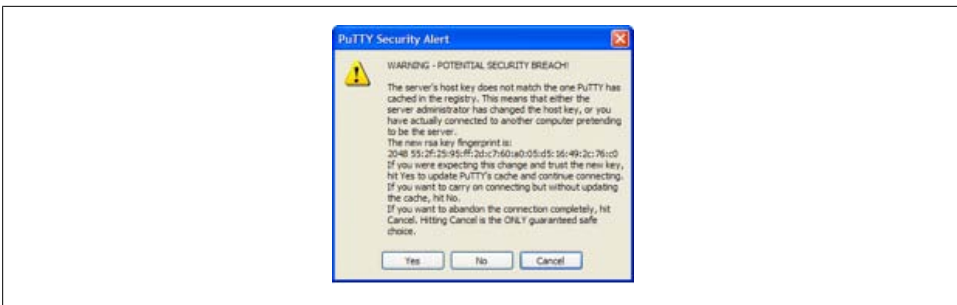 PuTTY Security Alert
WARNING - POTENTIAL SECURITY BREACH!
The server's host key does not match the one PuTTY has
cached in the registry. This means that either the
server administrator has changed the host key, or you
have actually connected to another computer pretending
to be the server.
The new rsa key fingerprint is:
2048 55:2f:25:95:ff:2d:c7:60:a0:05:d5:16:49:2c:76:c0
If you were expecting this change and trust the new key,
hit Yes to update PuTTY's cache and continue connecting.
If you want to carry on connecting but without updating
the cache, hit No.
If you want to abandon the connection completely, hit
Cancel. Hitting Cancel is the ONLY guaranteed safe
choice.
Yes
No
Cancel